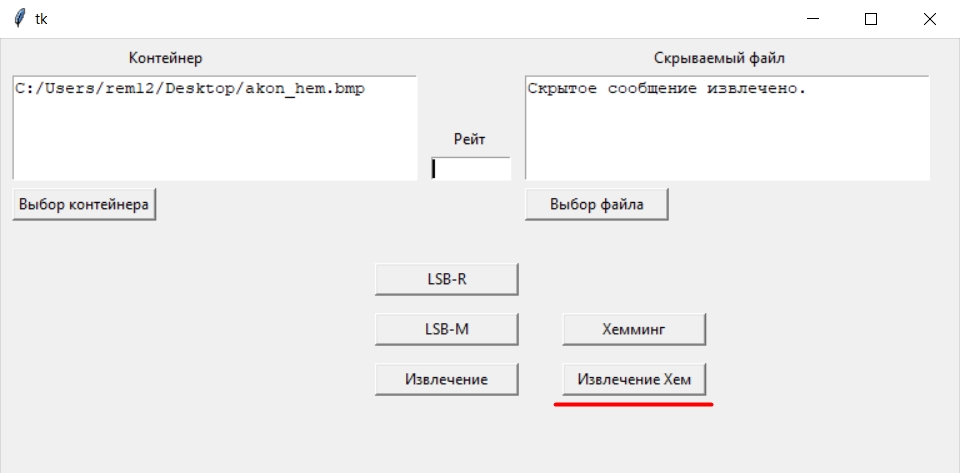 tk
Контейнер
Скрываемый файл
C:/Users/rem12/Desktop/akon_hem.bmp
Скрытое сообщение извлечено.
Рейт
Выбор контейнера
Выбор файла
LSB-R
LSB-M
Хемминг
Извлечение
Извлечение Хем